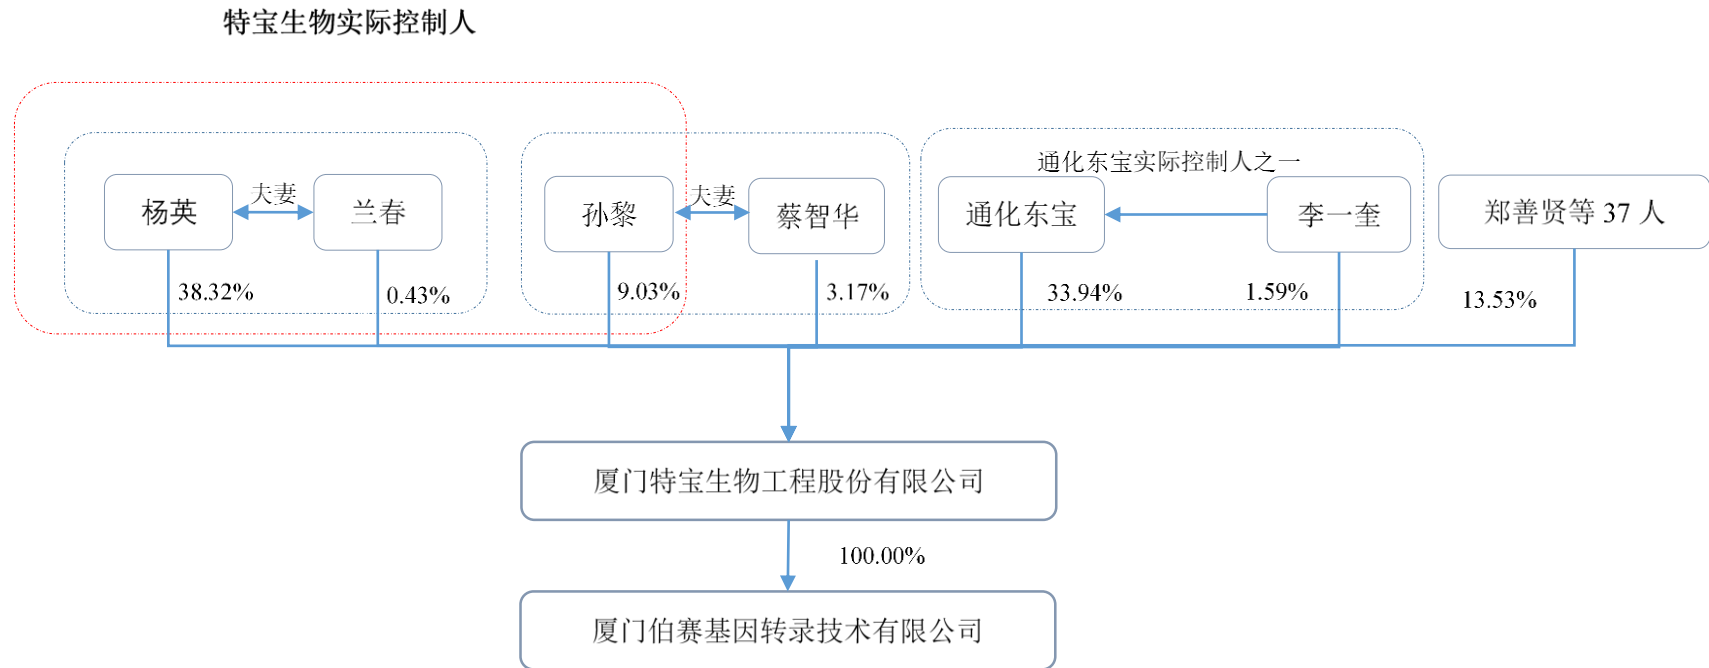 特宝生物实际控制人
通化东宝实际控制人之一
杨英
夫妻
兰春
孙黎
夫妻
蔡智华
通化东宝
李一奎
郑善贤等 37 人
38.32%
0.43%
9.03%
3.17%
33.94%
1.59%
13.53%
厦门特宝生物工程股份有限公司
100.00%
厦门伯赛基因转录技术有限公司